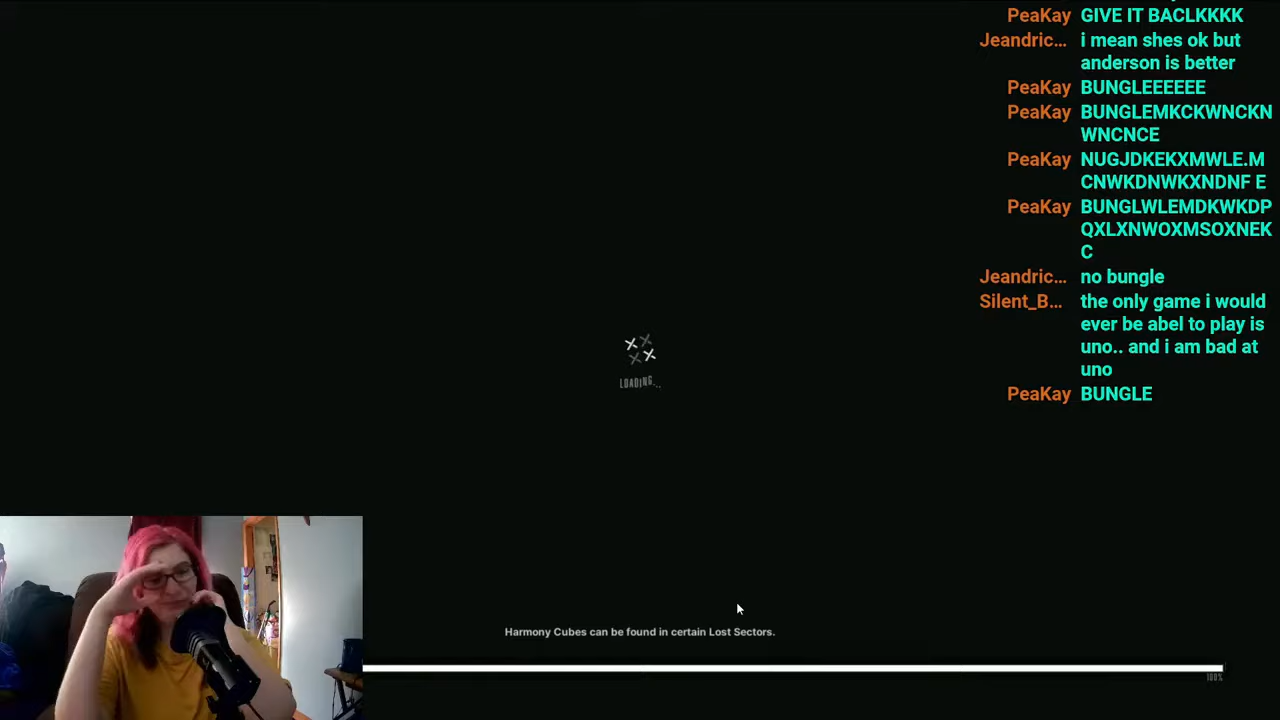 PeaKay GIVE IT BACLKKKK
Jeandric... i mean shes ok but
anderson is better
PeaKay BUNGLEEEEEE
PeaKay BUNGLEMKCKWNCKN
WNCNCE
PeaKay NUGJDKEKXMWLE.M
CNWKDNWKXNDNF E
PeaKay BUNGLWLEMDKWKDP
QXLXNWOXMSOXNEK
C
Jeandric... no bungle
Silent_B... the only game i would
ever be abel to play is
uno.. and i am bad at
uno
PeaKay BUNGLE
LOADING...
Harmony Cubes can be found in certain Lost Sectors.
100%